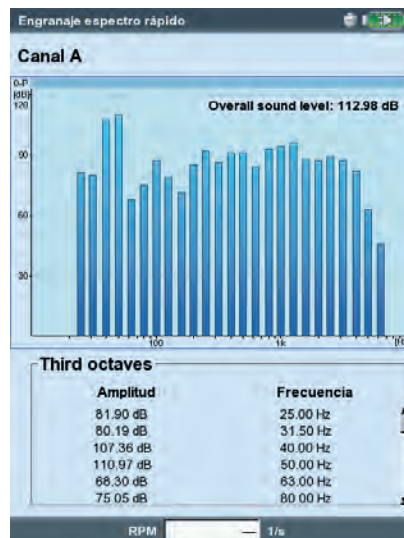 Engranaje espectro rápido
Canal A
0-P
[dB]
120
Overall sound level: 112.98 dB
90
60
30
100
1k
Third octaves
Amplitud Frecuencia
81.90 dB 25.00 Hz
80.19 dB 31.50 Hz
107.36 dB 40.00 Hz
110.97 dB 50.00 Hz
68.30 dB 63.00 Hz
75.05 dB 80.00 Hz
RPM — 1/s